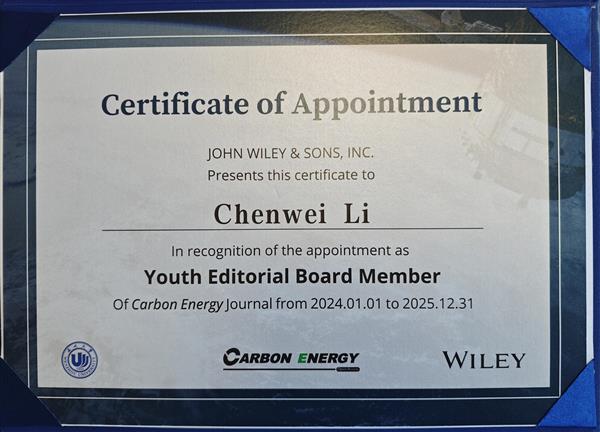 Certificate of Appointment
JOHN WILEY & SONS, INC.
Presents this certificate to
Chenwei Li
In recognition of the appointment as
Youth Editorial Board Member
Of Carbon Energy Journal from 2024.01.01 to 2025.12.31
CARBON ENERGY
WILEY